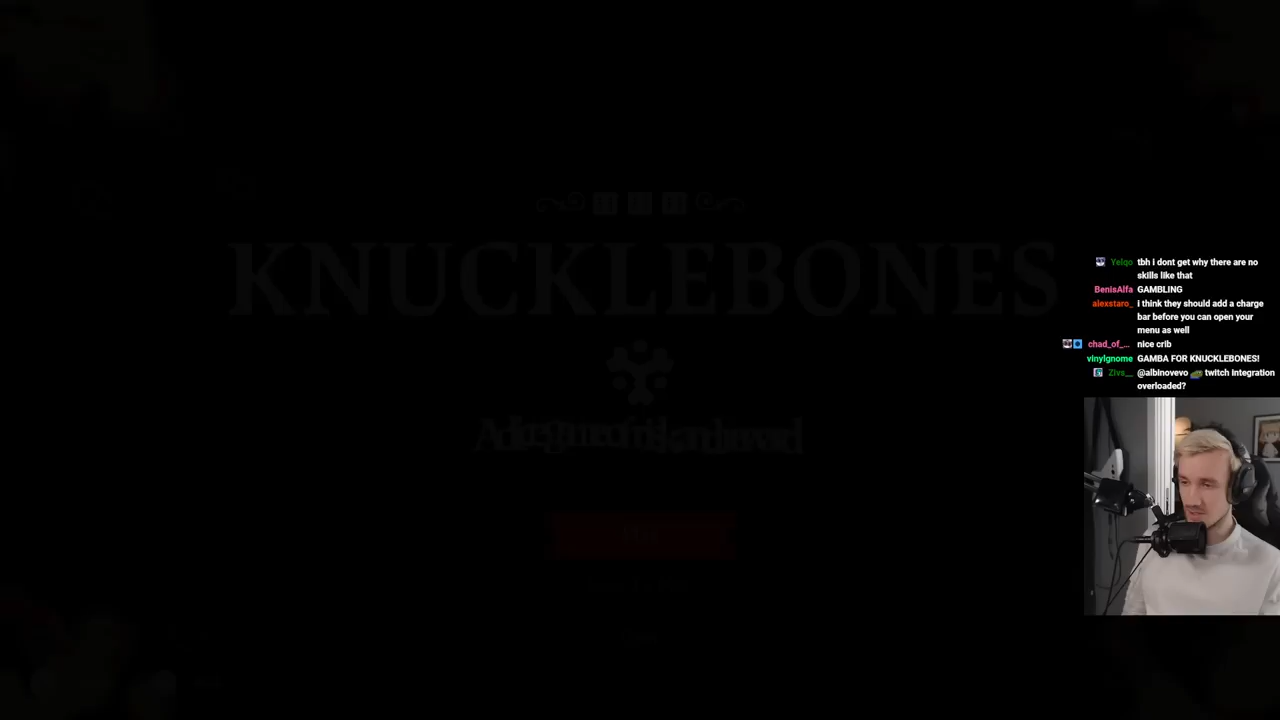 KNUCKLEBONES
Yelqo tbh i dont get why there are no
skills like that
BenisAlfa GAMBLING
alexstaro_ i think they should add a charge
bar before you can open your
menu as well
chad_of_... nice crib
vinylgnome GAMBA FOR KNUCKLEBONES!
Zivs__ @albinovevo twitch integration
overloaded?